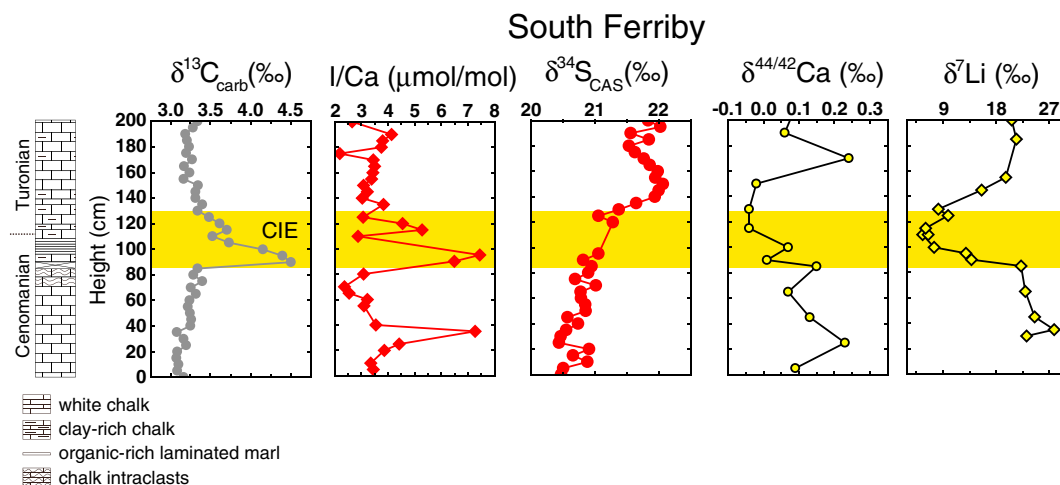 South Ferriby
δ13Ccarb(‰) I/Ca (μmol/mol) δ34SCAS(‰) δ44/42Ca (‰) δ7Li (‰)
3.0 3.5 4.0 4.5 2 3 4 5 6 7 8 20 21 22 -0.1 0.0 0.1 0.2 0.3 9 18 27
200
180
160
140
120
100
80
60
40
20
0
Height (cm)
Turonian
Cenomanian
CIE
white chalk
clay-rich chalk
organic-rich laminated marl
chalk intraclasts